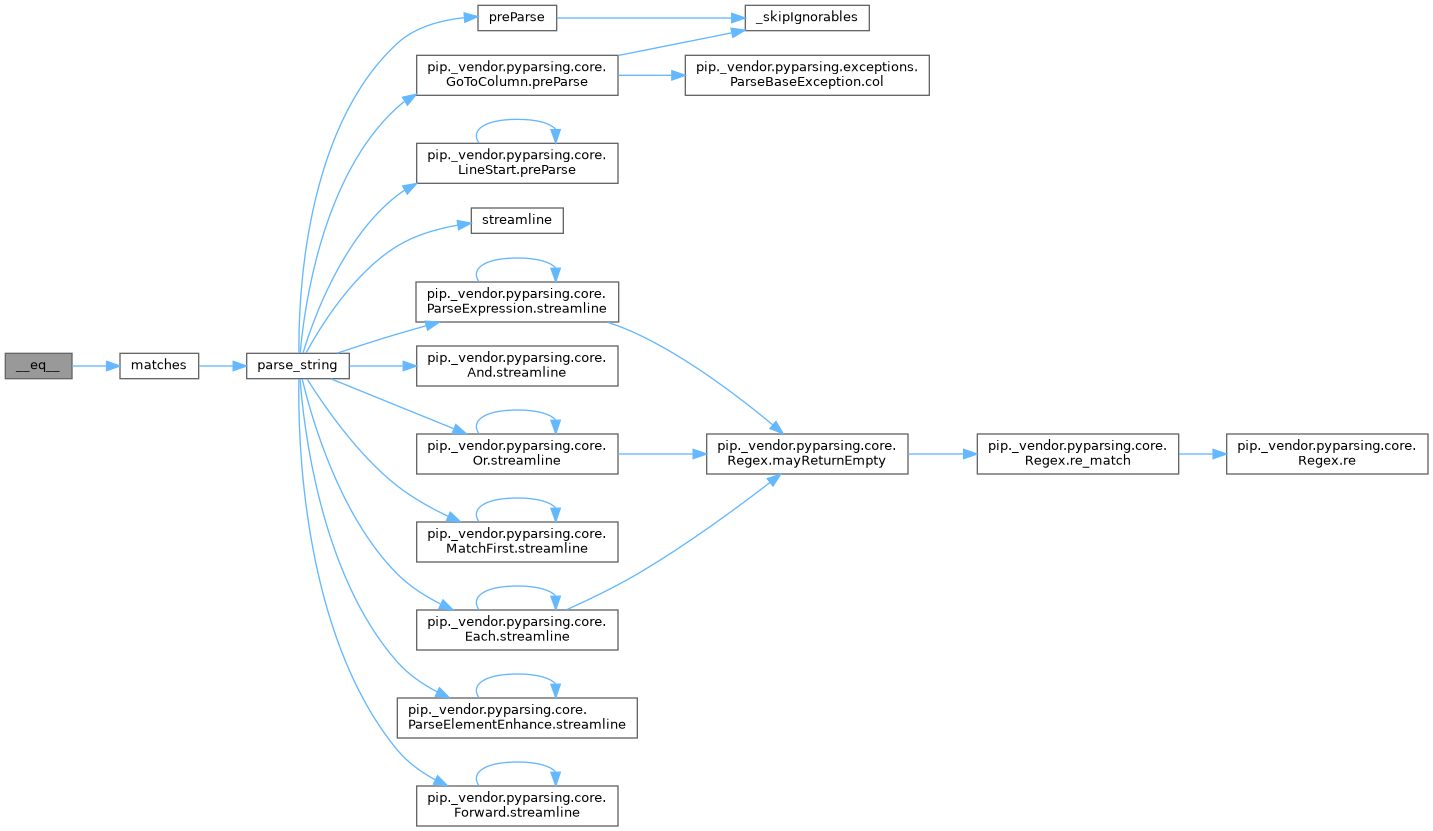 preParse
_skipIgnorables
pip._vendor.pyparsing.core.
GoToColumn.preParse
pip._vendor.pyparsing.exceptions.
ParseBaseException.col
pip._vendor.pyparsing.core.
LineStart.preParse
streamline
pip._vendor.pyparsing.core.
ParseExpression.streamline
__eq__
matches
parse_string
pip._vendor.pyparsing.core.
And.streamline
pip._vendor.pyparsing.core.
Or.streamline
pip._vendor.pyparsing.core.
Regex.mayReturnEmpty
pip._vendor.pyparsing.core.
Regex.re_match
pip._vendor.pyparsing.core.
Regex.re
pip._vendor.pyparsing.core.
MatchFirst.streamline
pip._vendor.pyparsing.core.
Each.streamline
pip._vendor.pyparsing.core.
ParseElementEnhance.streamline
pip._vendor.pyparsing.core.
Forward.streamline